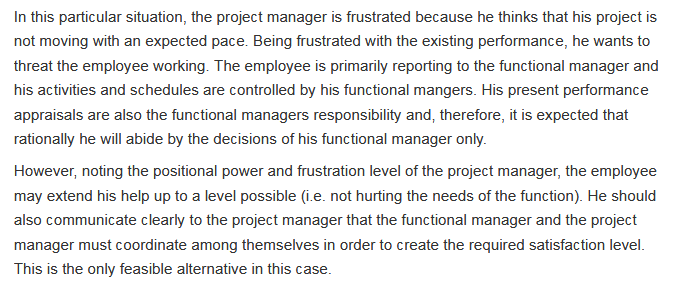 In this particular situation, the project manager is frustrated because he thinks that his project is
not moving with an expected pace. Being frustrated with the existing performance, he wants to
threat the employee working. The employee is primarily reporting to the functional manager and
his activities and schedules are controlled by his functional mangers. His present performance
appraisals are also the functional managers responsibility and, therefore, it is expected that
rationally he will abide by the decisions of his functional manager only.
However, noting the positional power and frustration level of the project manager, the employee
may extend his help up to a level possible (i.e. not hurting the needs of the function). He should
also communicate clearly to the project manager that the functional manager and the project
manager must coordinate among themselves in order to create the required satisfaction level.
This is the only feasible alternative in this case.